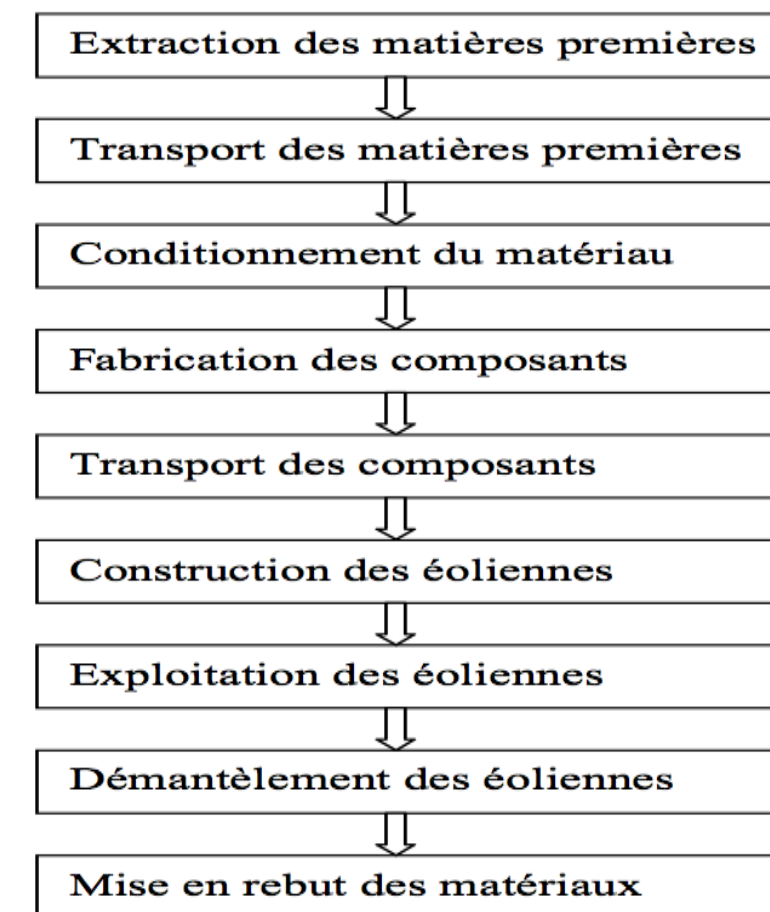 Extraction des matières premières
Transport des matières premières
Conditionnement du matériau
Fabrication des composants
Transport des composants
Construction des éoliennes
Exploitation des éoliennes
Démantèlement des éoliennes
Mise en rebut des matériaux